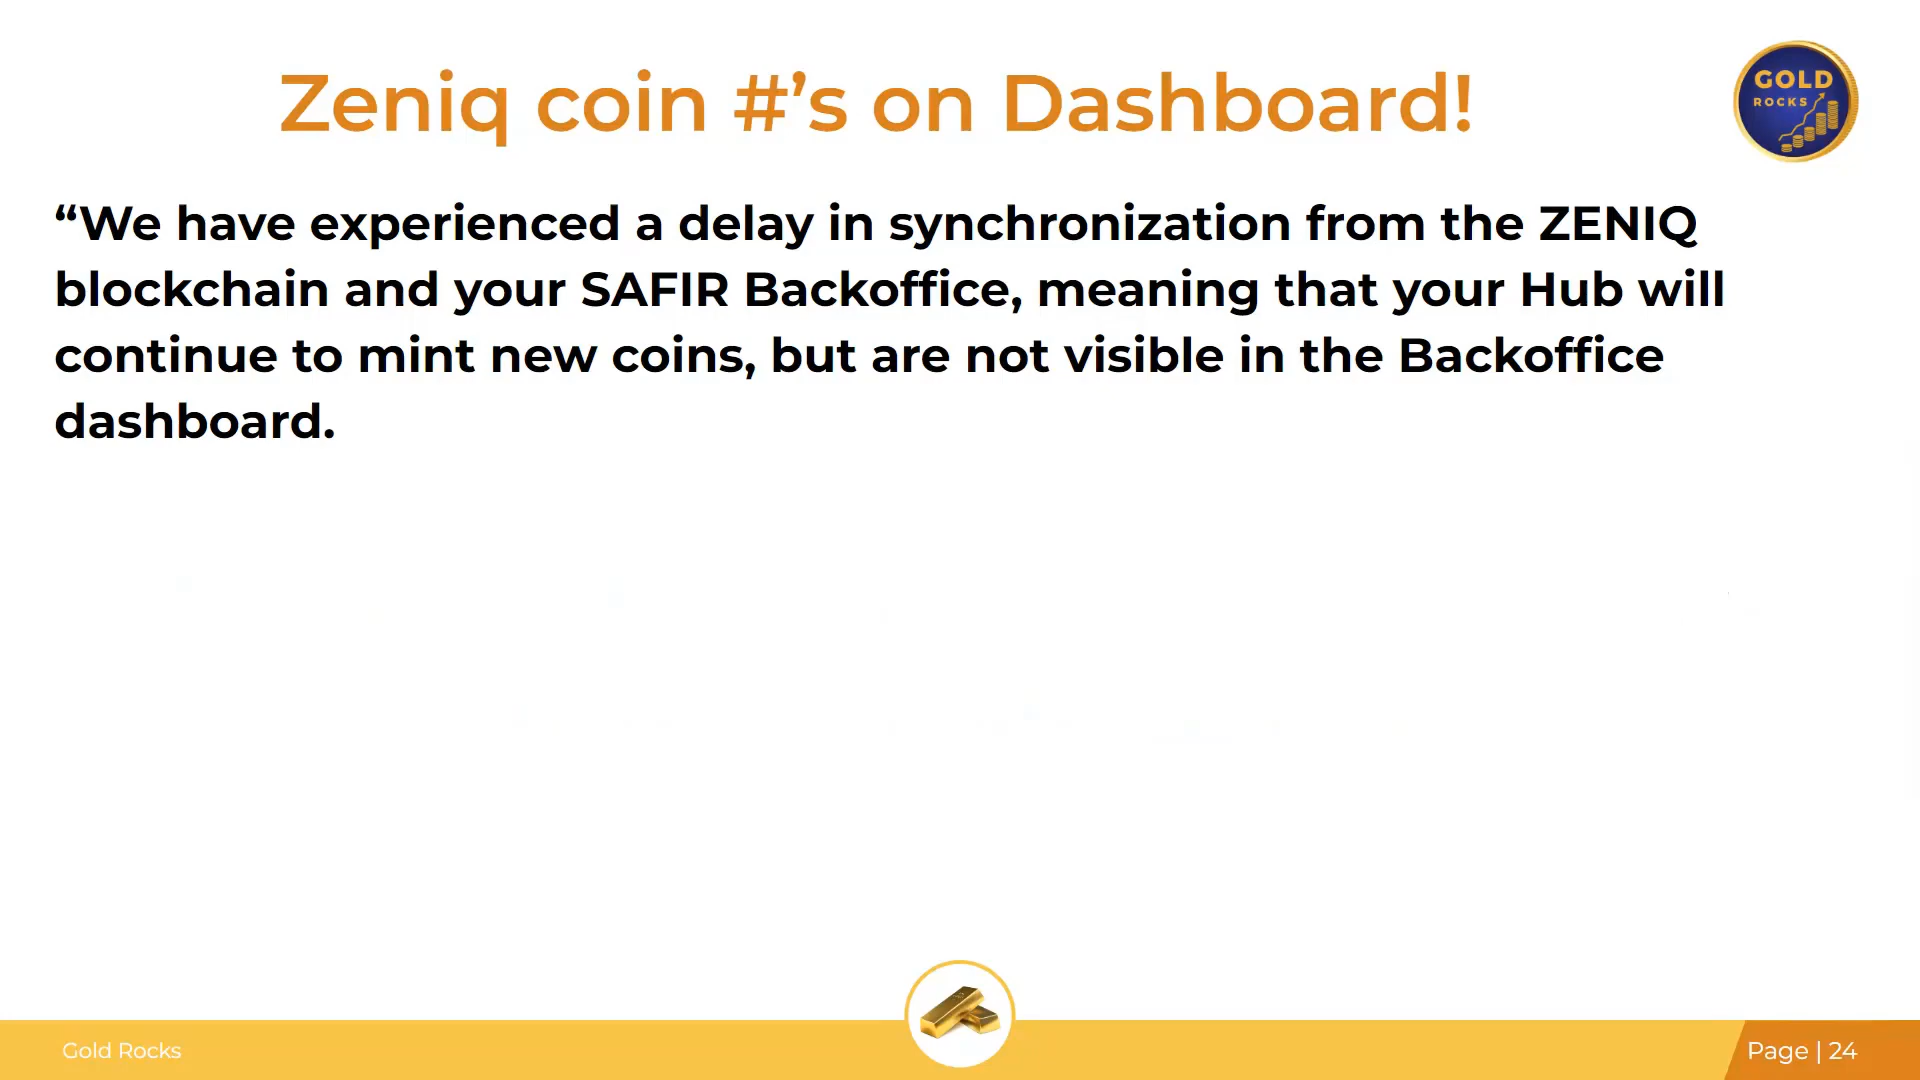 Zeniq coin #’s on Dashboard!
GOLD
ROCKS
“We have experienced a delay in synchronization from the ZENIQ
blockchain and your SAFIR Backoffice, meaning that your Hub will
continue to mint new coins, but are not visible in the Backoffice
dashboard.
Gold Rocks
Page | 24